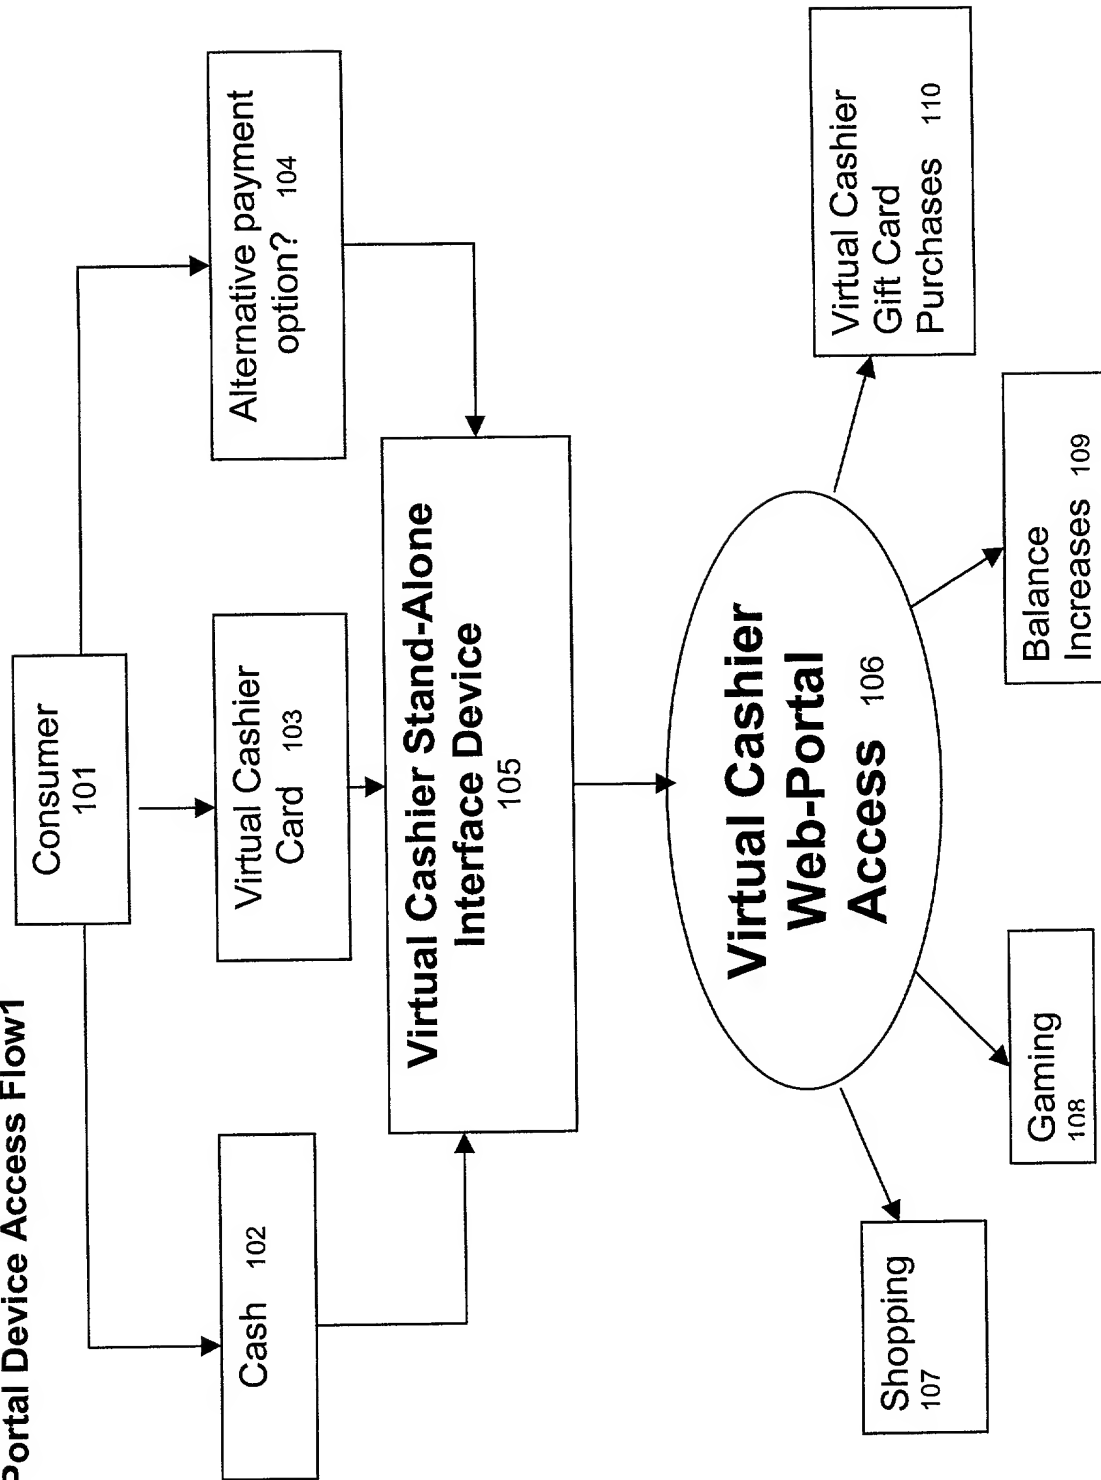 Portal Device Access Flow1
Consumer
101
Cash 102
Virtual Cashier
Card 103
Alternative payment
option? 104
Virtual Cashier Stand-Alone
Interface Device
105
Virtual Cashier
Web-Portal
Access 106
Shopping
107
Gaming
108
Balance
Increases 109
Virtual Cashier
Gift Card
Purchases 110